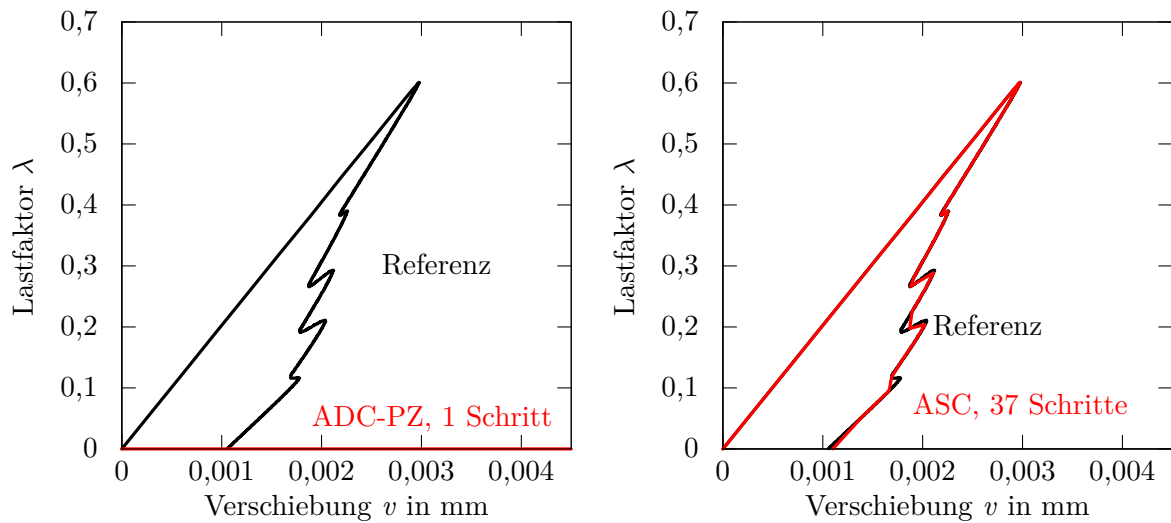 0,7
0,6
0,5
0,4
0,3
0,2
0,1
0
Lastfaktor λ
Referenz
ADC-PZ, 1 Schritt
0 0,001 0,002 0,003 0,004
Verschiebung v in mm
0,7
0,6
0,5
0,4
0,3
0,2
0,1
0
Lastfaktor λ
Referenz
ASC, 37 Schritte
0 0,001 0,002 0,003 0,004
Verschiebung v in mm